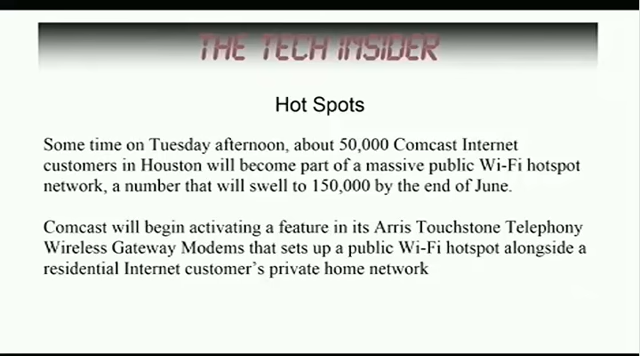 THE TECH INSIDER
Hot Spots
Some time on Tuesday afternoon, about 50,000 Comcast Internet
customers in Houston will become part of a massive public Wi-Fi hotspot
network, a number that will swell to 150,000 by the end of June.
Comcast will begin activating a feature in its Arris Touchstone Telephony
Wireless Gateway Modems that sets up a public Wi-Fi hotspot alongside a
residential Internet customer's private home network